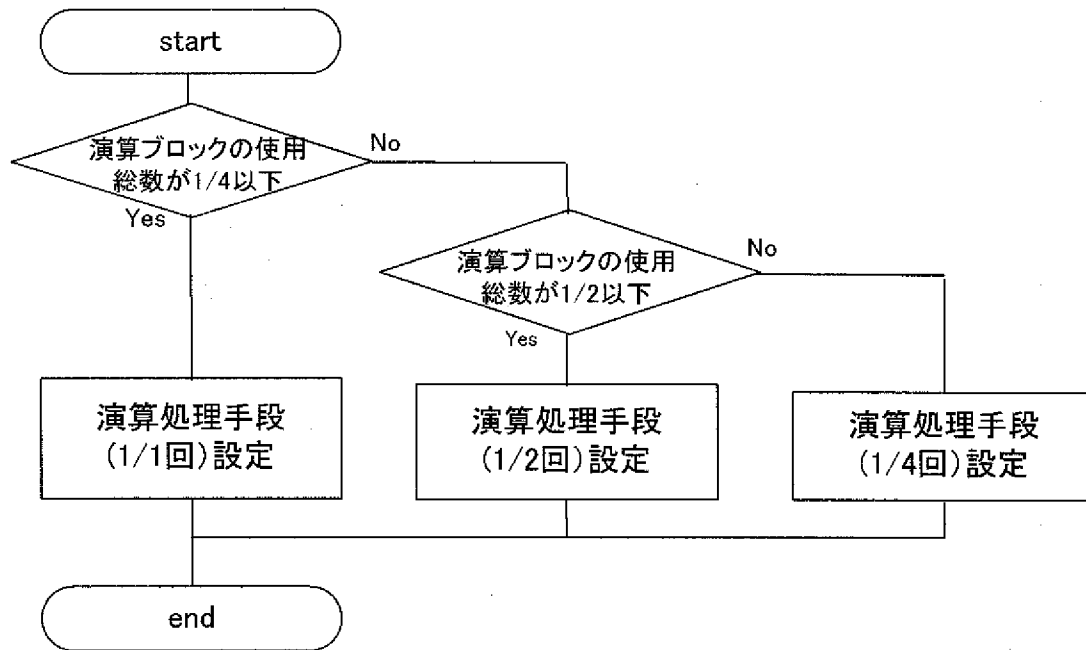 start
演算ブロックの使用
総数が1/4以下
No
Yes
演算ブロックの使用
総数が1/2以下
No
Yes
演算処理手段
(1/1回)設定
演算処理手段
(1/2回)設定
演算処理手段
(1/4回)設定
end